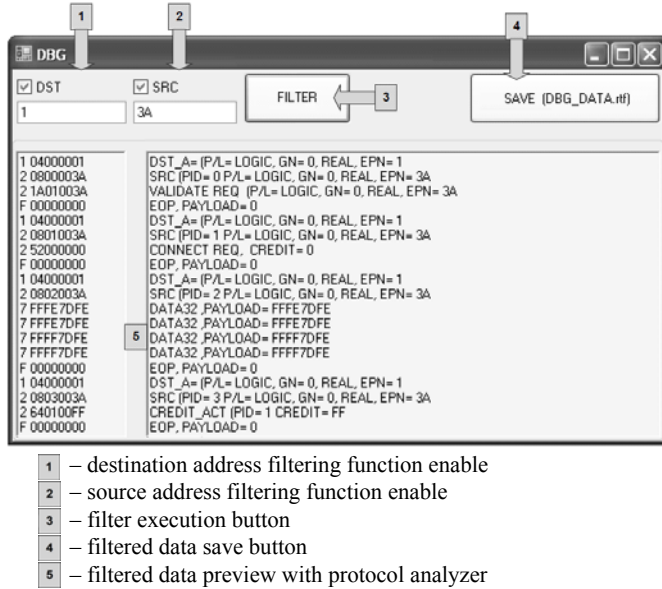 1 2 4
DBG
DST SRC
FILTER 3 SAVE (DBG_DATA.rtf)
1 3A
1 04000001 DST_A= (P/L= LOGIC, GN= 0, REAL, EPN= 1
2 0800003A SRC (PID= 0 P/L= LOGIC, GN= 0, REAL, EPN= 3A
2 1A01003A VALIDATE REQ (P/L= LOGIC, GN= 0, REAL, EPN= 3A
F 00000000 EOP, PAYLOAD= 0
1 04000001 DST_A= (P/L= LOGIC, GN= 0, REAL, EPN= 1
2 0801003A SRC (PID= 1 P/L= LOGIC, GN= 0, REAL, EPN= 3A
2 52000000 CONNECT REQ, CREDIT= 0
F 00000000 EOP, PAYLOAD= 0
1 04000001 DST_A= (P/L= LOGIC, GN= 0, REAL, EPN= 1
2 0802003A SRC (PID= 2 P/L= LOGIC, GN= 0, REAL, EPN= 3A
7 FFFE7DFE DATA32 ,PAYLOAD= FFFE7DFE
7 FFFE7DFE DATA32 ,PAYLOAD= FFFE7DFE
7 FFFF7DFE 5 DATA32 ,PAYLOAD= FFFF7DFE
7 FFFF7DFE DATA32 ,PAYLOAD= FFFF7DFE
F 00000000 EOP, PAYLOAD= 0
1 04000001 DST_A= (P/L= LOGIC, GN= 0, REAL, EPN= 1
2 0803003A SRC (PID= 3 P/L= LOGIC, GN= 0, REAL, EPN= 3A
2 640100FF CREDIT_ACT (PID= 1 CREDIT= FF
F 00000000 EOP, PAYLOAD= 0
1 – destination address filtering function enable
2 – source address filtering function enable
3 – filter execution button
4 – filtered data save button
5 – filtered data preview with protocol analyzer